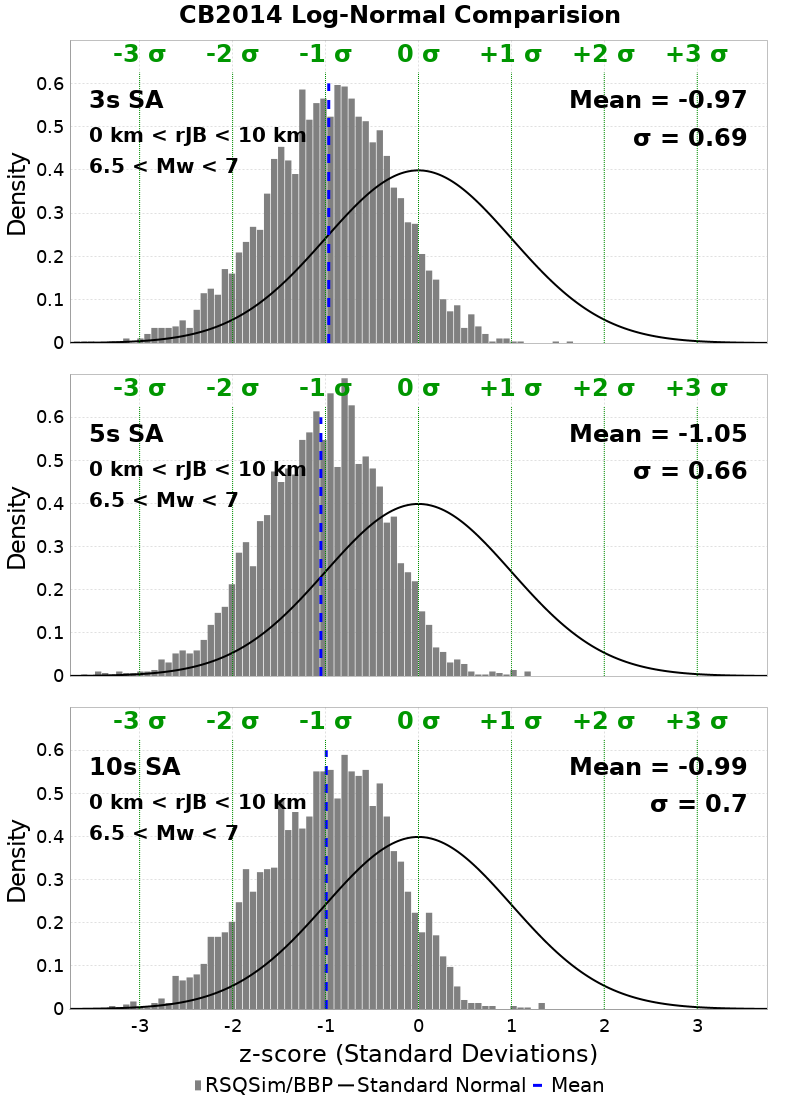 CB2014 Log-Normal Comparision
-3 σ -2 σ -1 σ 0 σ +1 σ +2 σ +3 σ
3s SA
0 km < rJB < 10 km
6.5 < Mw < 7
Mean = -0.97
σ = 0.69
Density
0.6
0.5
0.4
0.3
0.2
0.1
0
-3 σ -2 σ -1 σ 0 σ +1 σ +2 σ +3 σ
5s SA
0 km < rJB < 10 km
6.5 < Mw < 7
Mean = -1.05
σ = 0.66
Density
0.6
0.5
0.4
0.3
0.2
0.1
0
-3 σ -2 σ -1 σ 0 σ +1 σ +2 σ +3 σ
10s SA
0 km < rJB < 10 km
6.5 < Mw < 7
Mean = -0.99
σ = 0.7
Density
0.6
0.5
0.4
0.3
0.2
0.1
0
-3 -2 -1 0 1 2 3
z-score (Standard Deviations)
RSQSim/BBP Standard Normal Mean